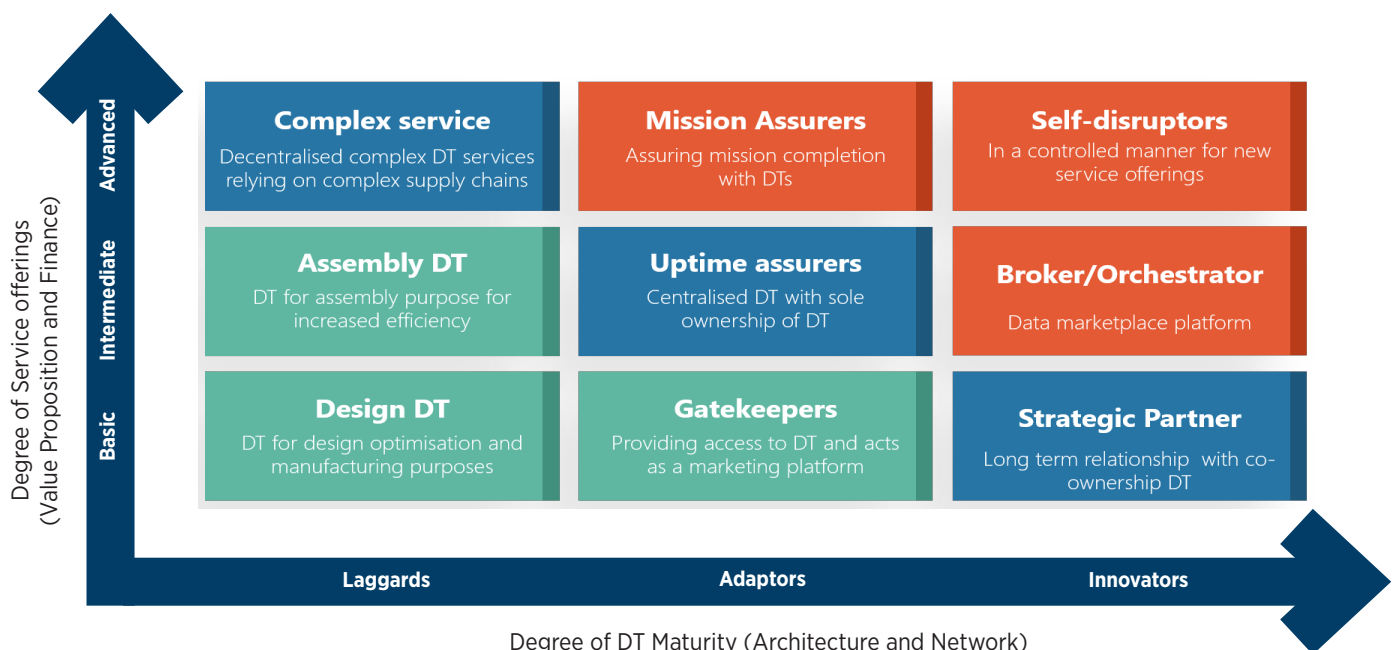 Degree of Service offerings
(Value Proposition and Finance)
Advanced
Intermediate
Basic
Complex service
Decentralised complex DT services
relying on complex supply chains
Mission Assurers
Assuring mission completion
with DTs
Self-disruptors
In a controlled manner for new
service offerings
Assembly DT
DT for assembly purpose for
increased efficiency
Uptime assurers
Centralised DT with sole
ownership of DT
Broker/Orchestrator
Data marketplace platform
Design DT
DT for design optimisation and
manufacturing purposes
Gatekeepers
Providing access to DT and acts
as a marketing platform
Strategic Partner
Long term relationship  with co-
ownership DT
Laggards
Adaptors
Innovators
Degree of DT Maturity (Architecture and Network)